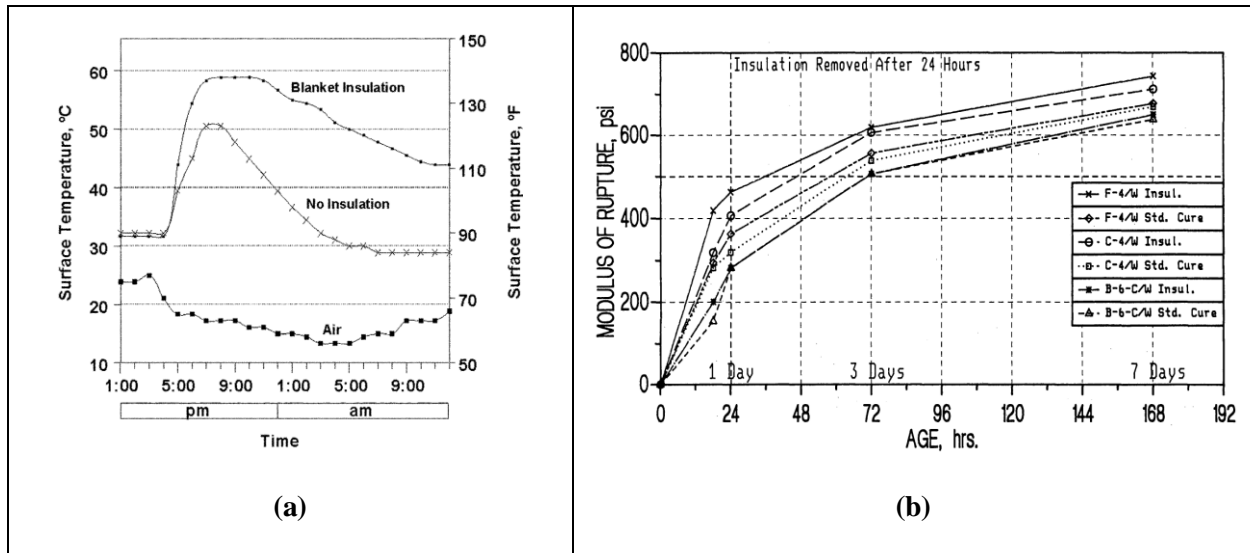 150
60
Blanket Insulation
130
50
Surface Temperature, ºC
Surface Temperature, ºF
110
40
No Insulation
30
90
20
70
Air
10
50
1:00 5:00 9:00 1:00 5:00 9:00
pm am
Time
(a)
800
Insulation Removed After 24 Hours
600
MODULUS OF RUPTURE, psi
F-4/W Insul.
F-4/W Std. Cure
400
C-4/W Insul.
C-4/W Std. Cure
B-6-C/W Insul.
200
B-6-C/W Std. Cure
1 Day 3 Days 7 Days
0
0 24 48 72 96 120 144 168 192
AGE, hrs.
(b)